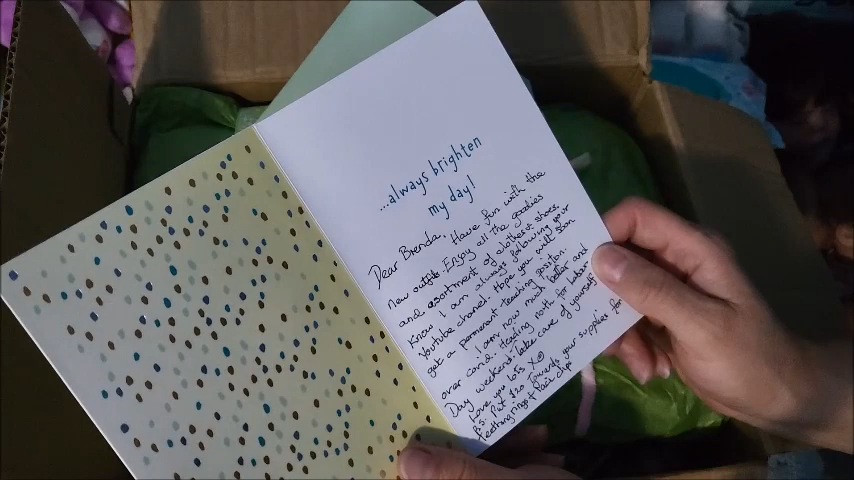 ...always brighten
my day!
Dear Brenda, Have fun with the
new outfit. Enjoy all the goodies
and assortment of clothes + shoes.
Know I am always following your
Youtube channel. Hope you will soon
get a permanent teaching position.
I am now much better and
over covid. Heading north for Labor
Day weekend. Take care of yourself
Love you lots XO
P.S. Put $20 Towards your supplies for
teething rings + hair clips